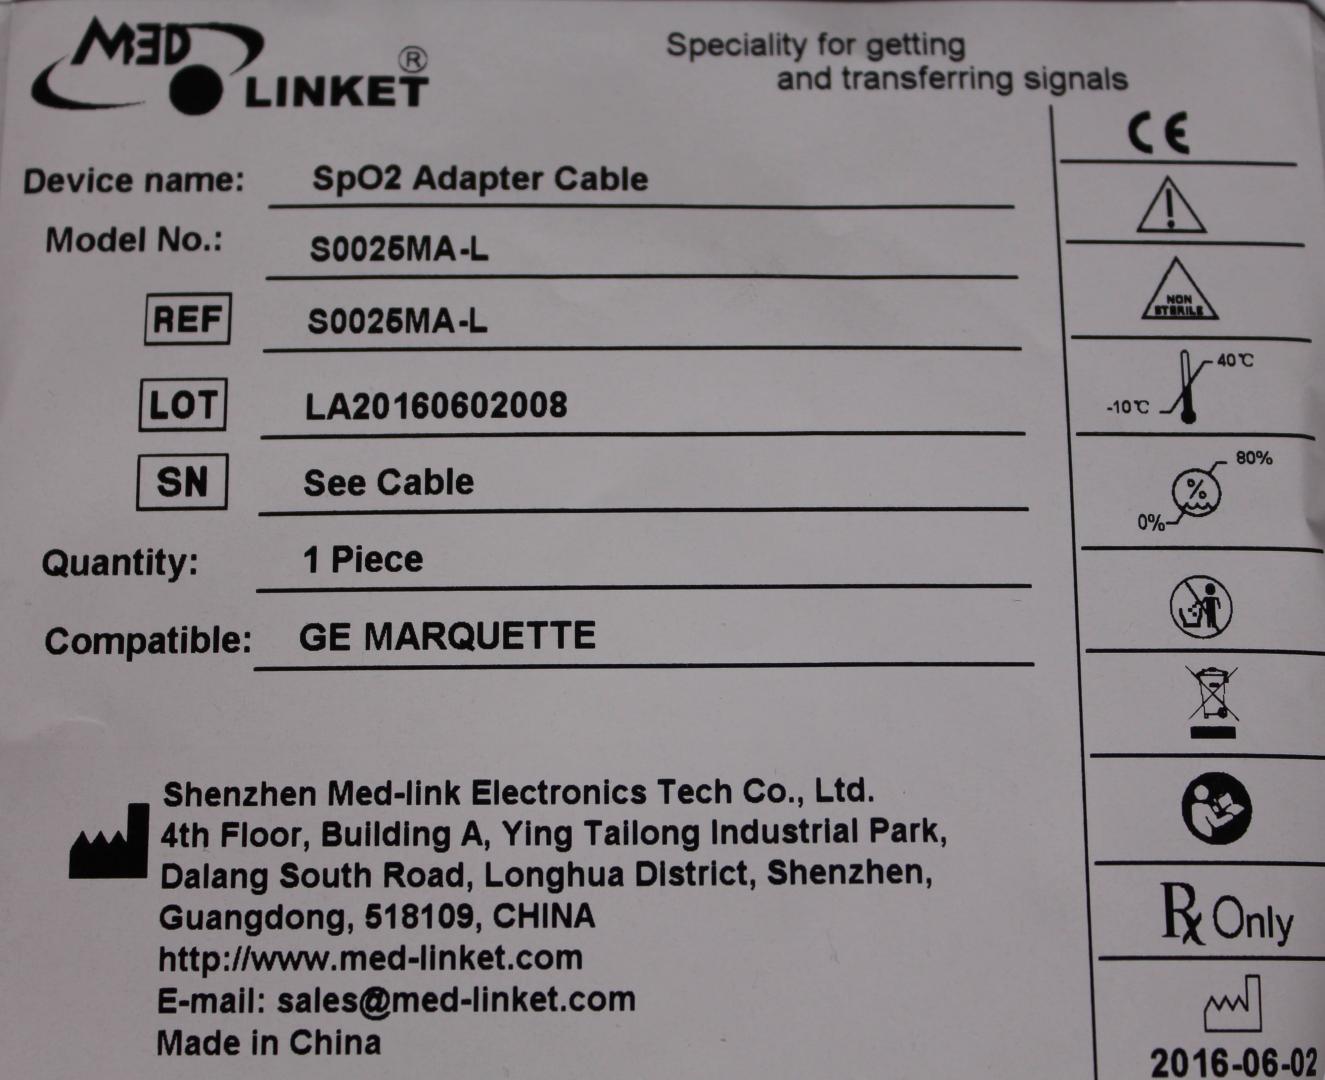 MED LINKET ®
Speciality for getting
and transferring signals
CE
Device name: SpO2 Adapter Cable
Model No.: S0025MA-L
REF S0025MA-L
LOT LA20160602008
SN See Cable
Quantity: 1 Piece
Compatible: GE MARQUETTE
NON
STERILE
40℃
-10℃
80%
%
0%
Shenzhen Med-link Electronics Tech Co., Ltd.
4th Floor, Building A, Ying Tailong Industrial Park,
Dalang South Road, Longhua District, Shenzhen,
Guangdong, 518109, CHINA
http://www.med-linket.com
E-mail: sales@med-linket.com
Made in China
Rx Only
2016-06-02